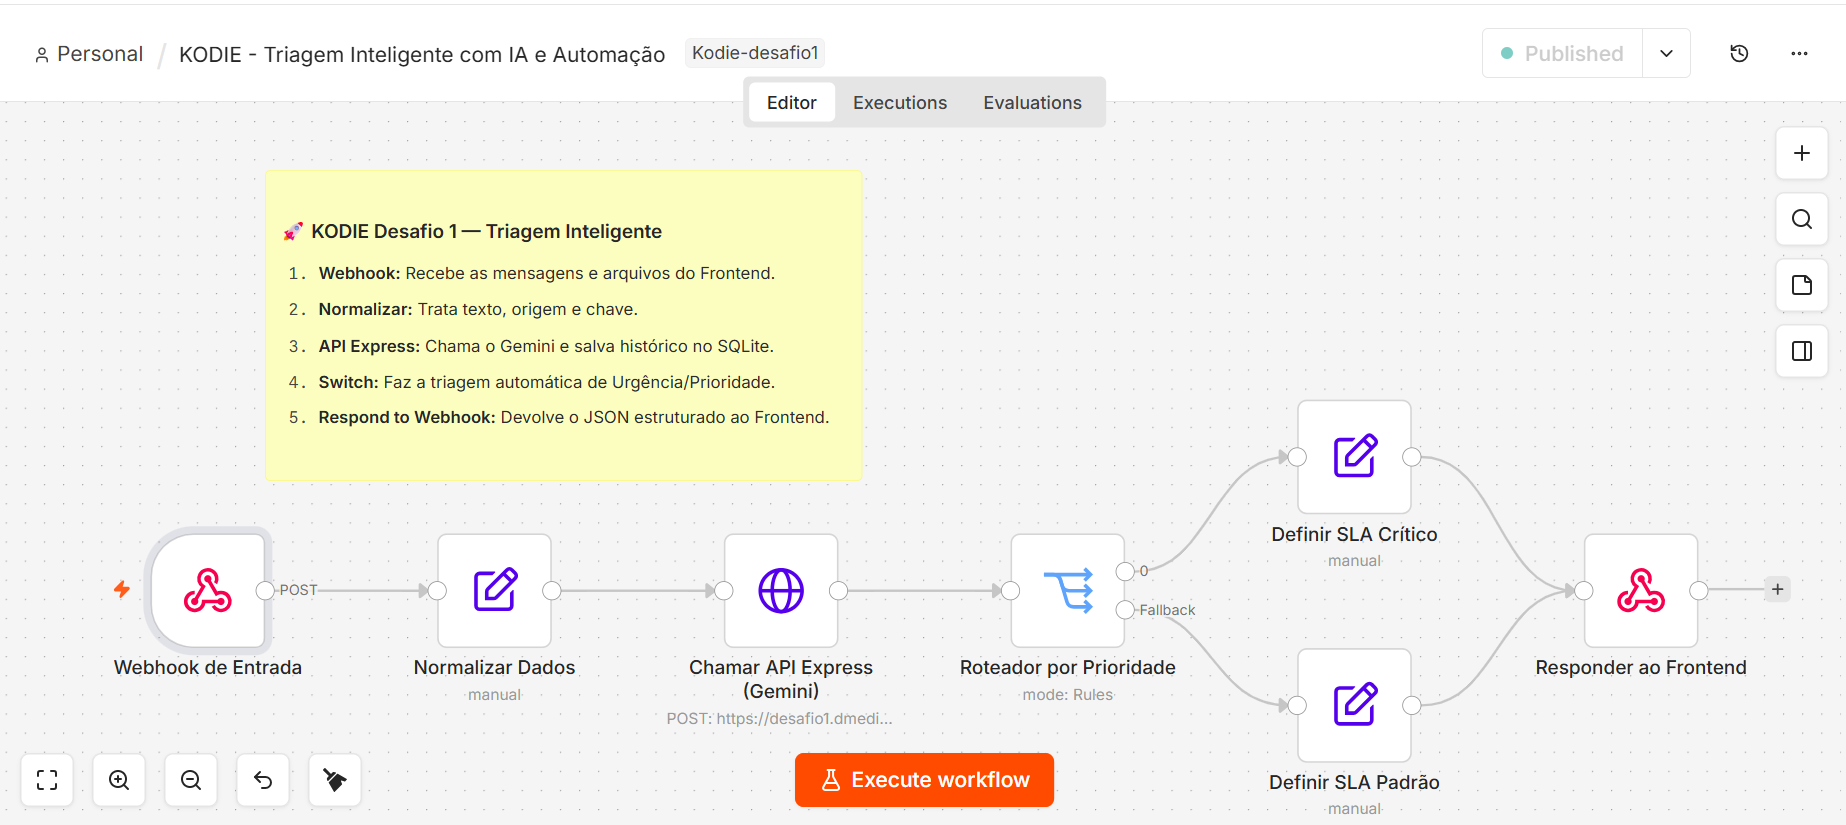 Personal / KODIE - Triagem Inteligente com IA e Automação Kodie-desafio1 Published
Editor Executions Evaluations
🚀 KODIE Desafio 1 — Triagem Inteligente
1. Webhook: Recebe as mensagens e arquivos do Frontend.
2. Normalizar: Trata texto, origem e chave.
3. API Express: Chama o Gemini e salva histórico no SQLite.
4. Switch: Faz a triagem automática de Urgência/Prioridade.
5. Respond to Webhook: Devolve o JSON estruturado ao Frontend.
POST
Webhook de Entrada
Normalizar Dados
manual
Chamar API Express
(Gemini)
POST: https://desafio1.dmedi...
0
Fallback
Roteador por Prioridade
mode: Rules
Definir SLA Crítico
manual
Definir SLA Padrão
manual
Responder ao Frontend
Execute workflow